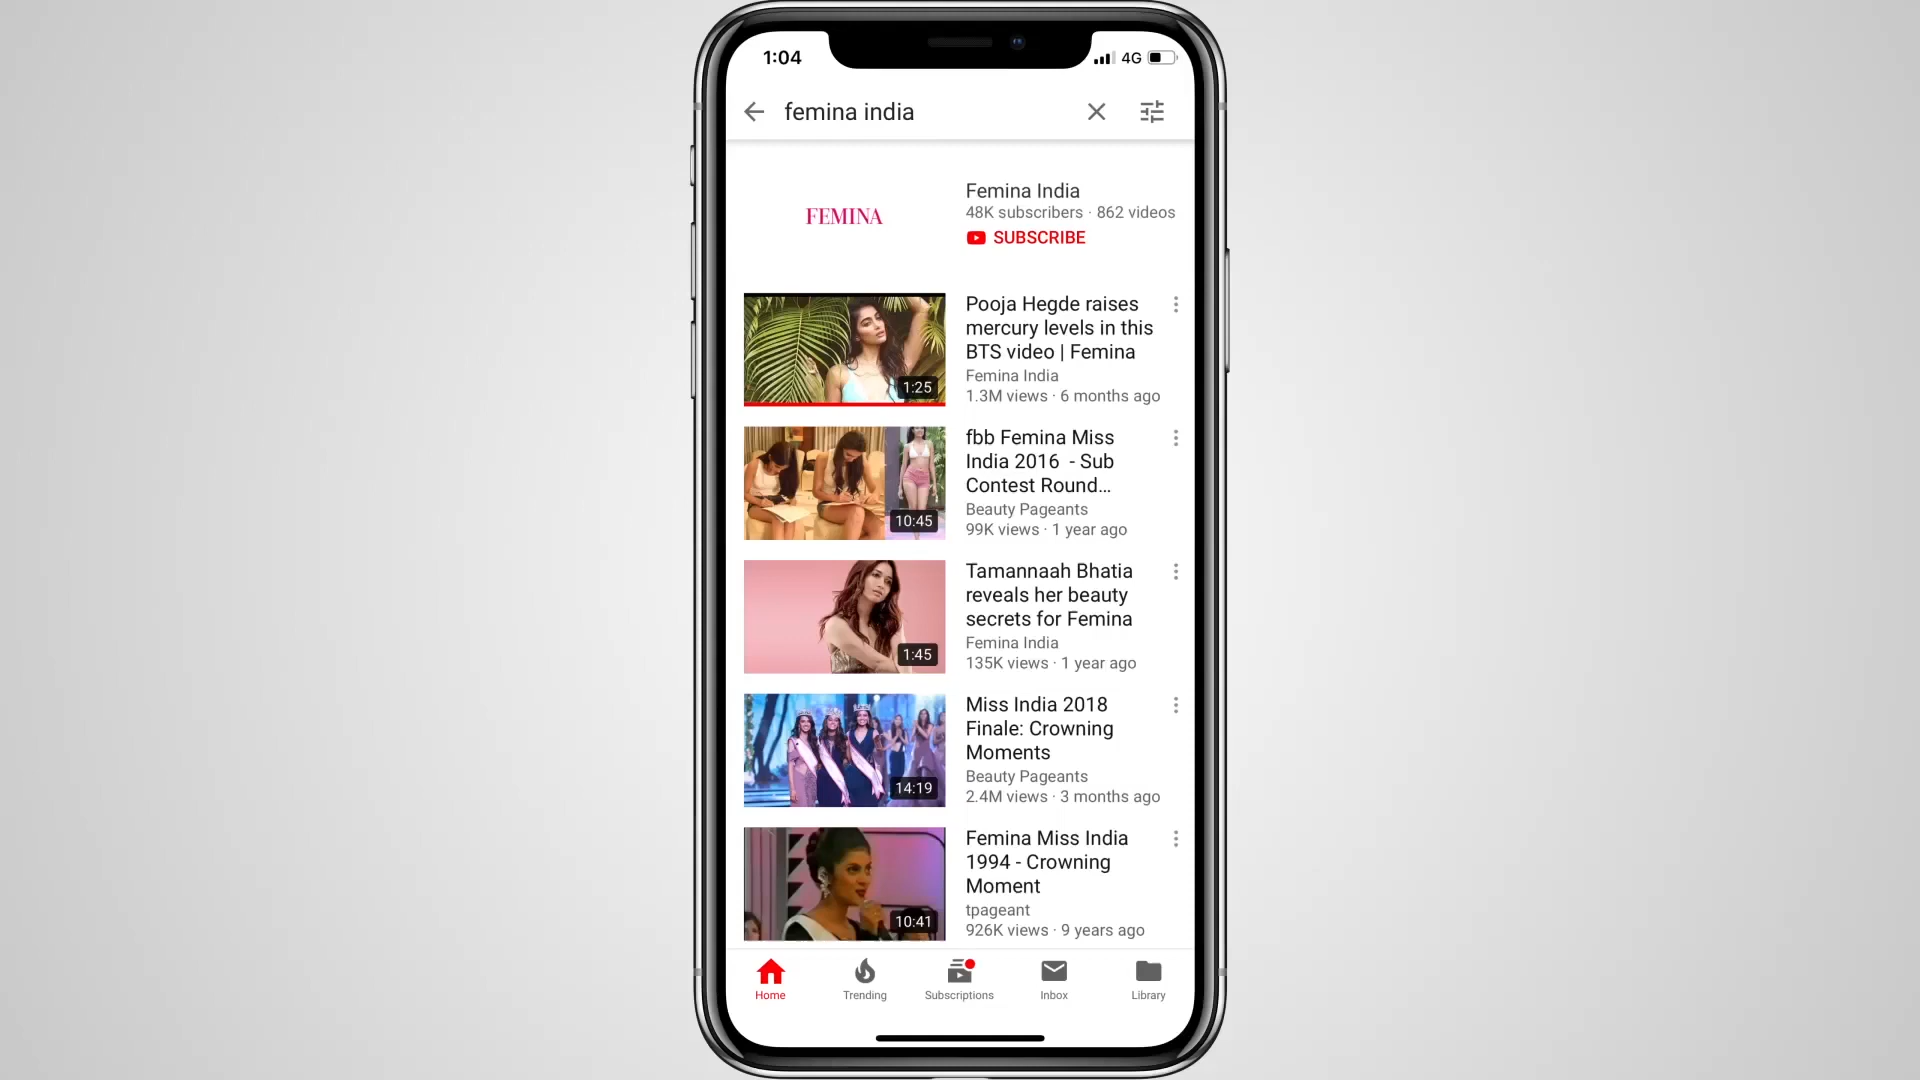 1:04
4G
femina india
FEMINA
Femina India
48K subscribers · 862 videos
SUBSCRIBE
Pooja Hegde raises
mercury levels in this
BTS video | Femina
Femina India
1.3M views · 6 months ago
1:25
fbb Femina Miss
India 2016 - Sub
Contest Round...
Beauty Pageants
99K views · 1 year ago
10:45
Tamannaah Bhatia
reveals her beauty
secrets for Femina
Femina India
135K views · 1 year ago
1:45
Miss India 2018
Finale: Crowning
Moments
Beauty Pageants
2.4M views · 3 months ago
14:19
Femina Miss India
1994 - Crowning
Moment
tpageant
926K views · 9 years ago
10:41
Home
Trending
Subscriptions
Inbox
Library